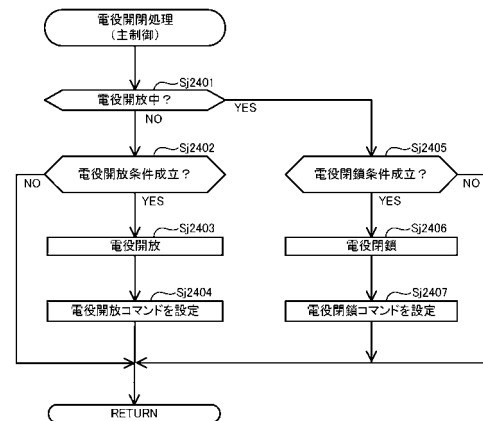 電役開閉処理
(主制御)
Sj2401
電役開放中?
YES
NO
Sj2402
電役開放条件成立?
NO
YES
Sj2405
電役閉鎖条件成立?
NO
YES
Sj2403
電役開放
Sj2406
電役閉鎖
Sj2404
電役開放コマンドを設定
Sj2407
電役閉鎖コマンドを設定
RETURN